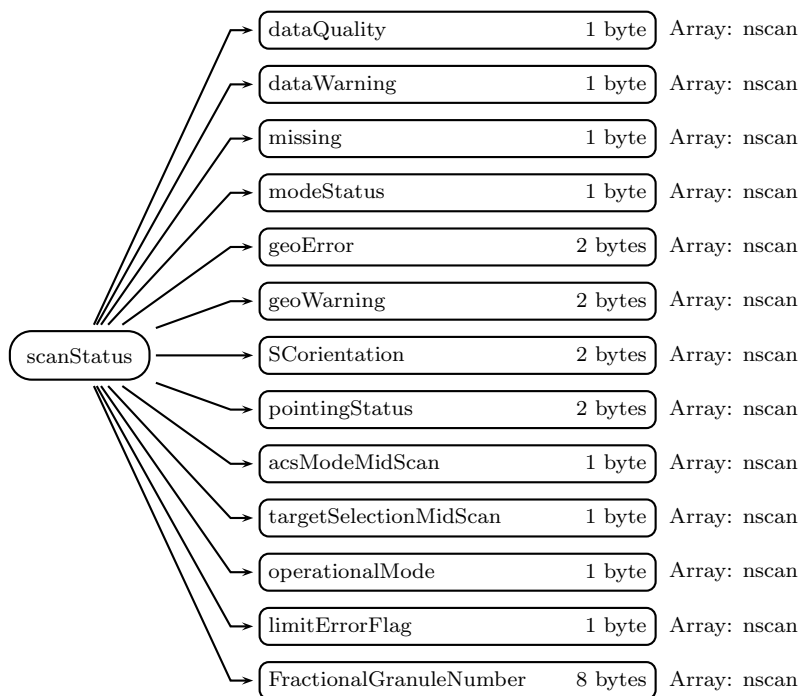 dataQuality 1 byte Array: nscan
dataWarning 1 byte Array: nscan
missing 1 byte Array: nscan
modeStatus 1 byte Array: nscan
geoError 2 bytes Array: nscan
geoWarning 2 bytes Array: nscan
scanStatus SCorientation 2 bytes Array: nscan
pointingStatus 2 bytes Array: nscan
acsModeMidScan 1 byte Array: nscan
targetSelectionMidScan 1 byte Array: nscan
operationalMode 1 byte Array: nscan
limitErrorFlag 1 byte Array: nscan
FractionalGranuleNumber 8 bytes Array: nscan